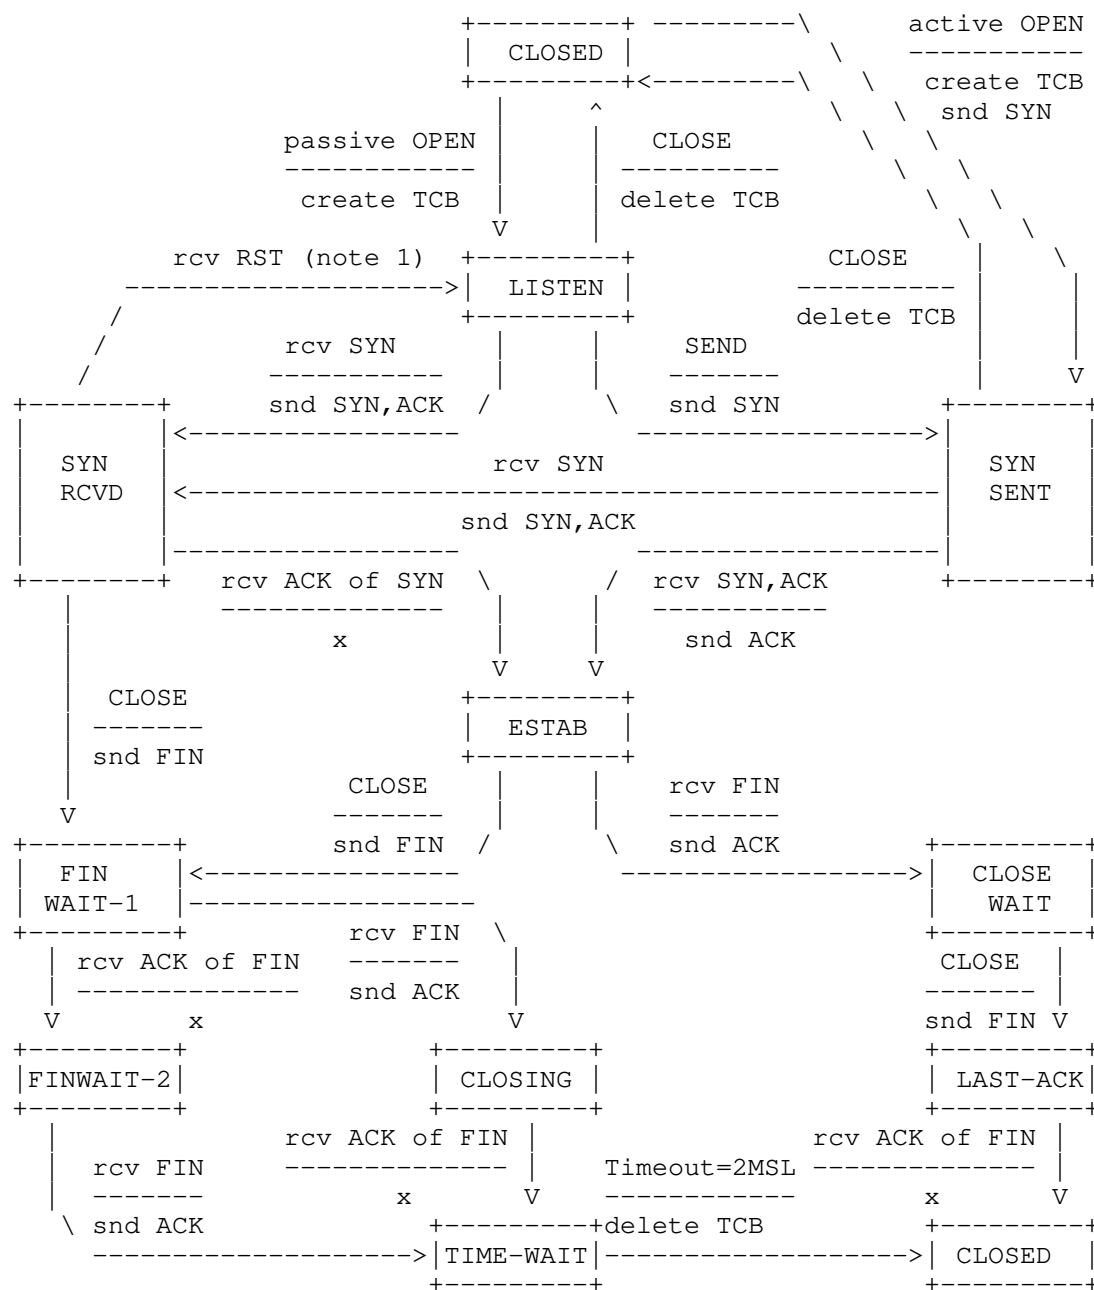 active OPEN
CLOSED
create TCB
snd SYN
passive OPEN CLOSE
create TCB delete TCB
rcv RST (note 1) CLOSE
LISTEN
delete TCB
rcv SYN SEND
snd SYN,ACK snd SYN
SYN rcv SYN SYN
RCVD SENT
snd SYN,ACK
rcv ACK of SYN rcv SYN,ACK
x snd ACK
CLOSE
ESTAB
snd FIN
CLOSE rcv FIN
snd FIN snd ACK
FIN CLOSE
WAIT-1 WAIT
rcv FIN
rcv ACK of FIN CLOSE
snd ACK
x snd FIN
FINWAIT-2 CLOSING LAST-ACK
rcv ACK of FIN rcv ACK of FIN
rcv FIN Timeout=2MSL
x x
snd ACK delete TCB
TIME-WAIT CLOSED